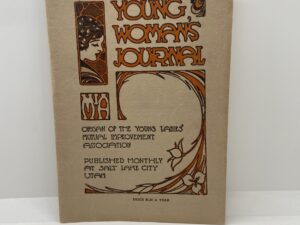 YOUNG
WOMAN'S
JOURNAL
MIA
ORGAN OF THE YOUNG LADIES'
MUTUAL IMPROVEMENT
ASSOCIATION
PUBLISHED MONTHLY
AT SALT LAKE CITY
UTAH
A YEAR